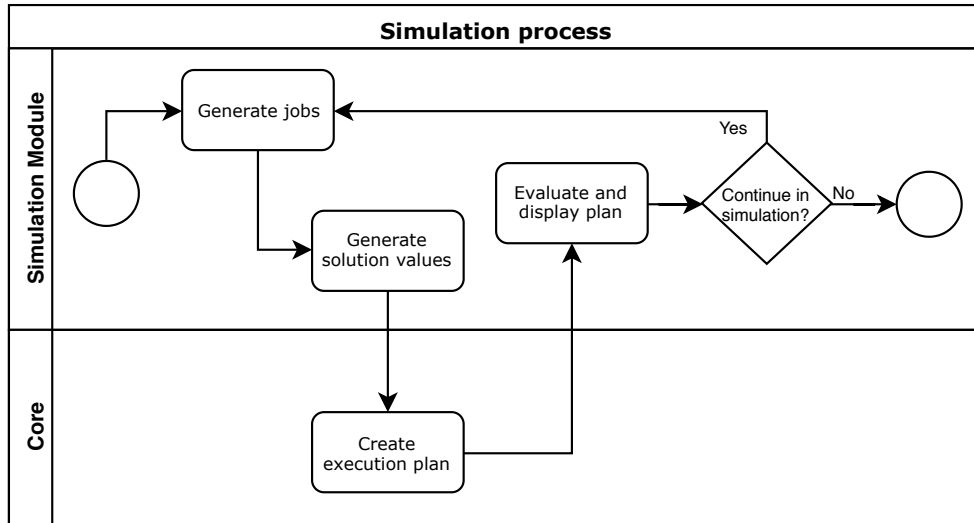 Simulation process
Simulation Module
Generate jobs
Yes
Evaluate and
display plan
Continue in
simulation?
No
Generate
solution values
Core
Create
execution plan